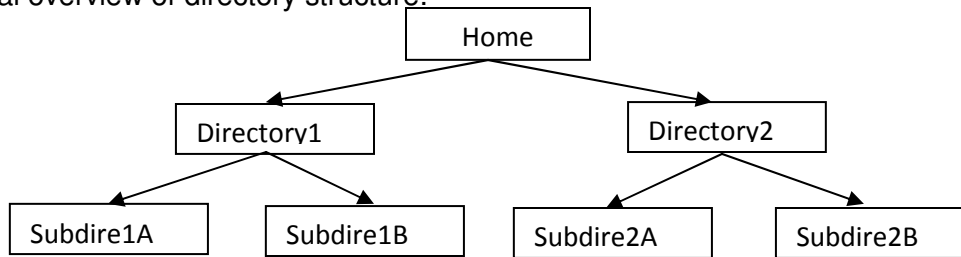 overview of directory structure.
Home
Directory1
Directory2
Subdire1A
Subdire1B
Subdire2A
Subdire2B